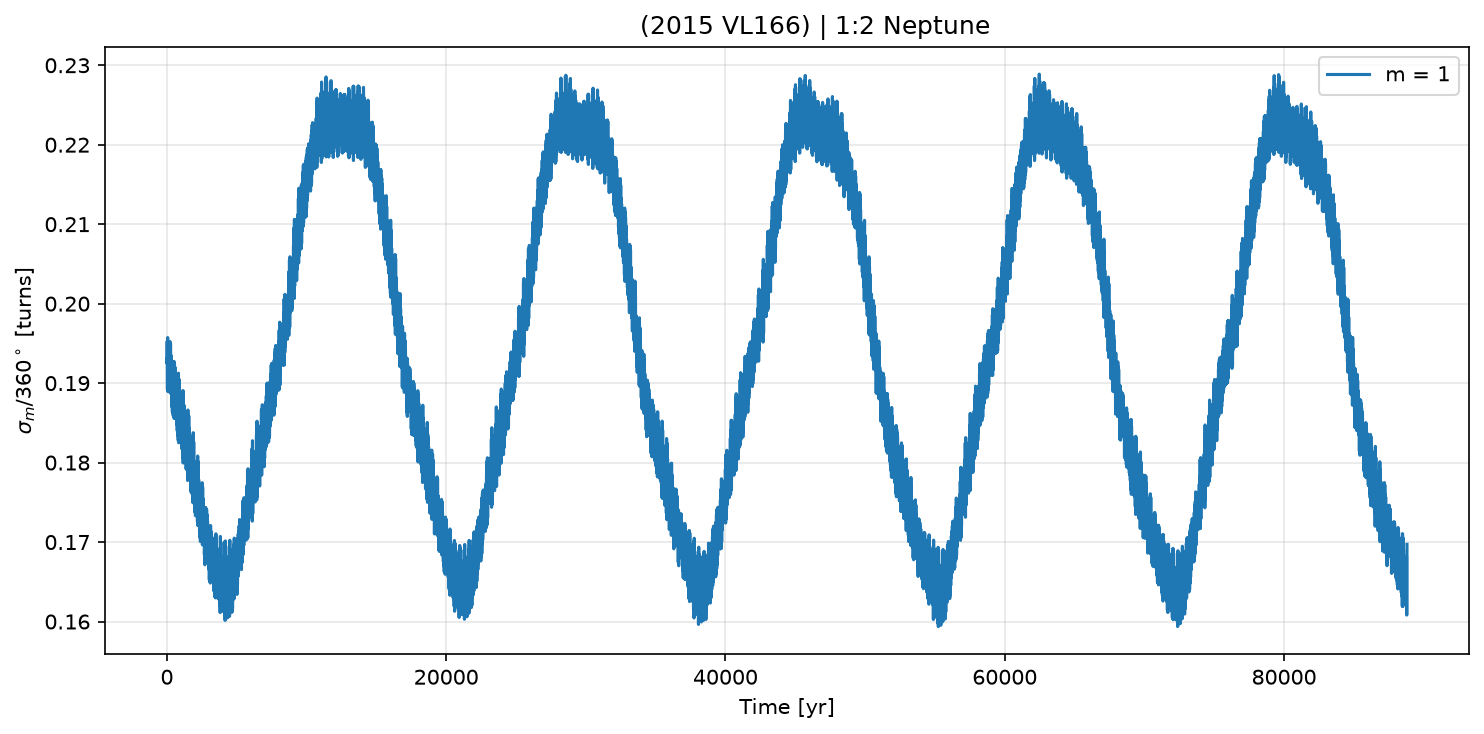 (2015 VL166) | 1:2 Neptune
m = 1
σₘ/360° [turns]
0.23
0.22
0.21
0.20
0.19
0.18
0.17
0.16
0 20000 40000 60000 80000
Time [yr]